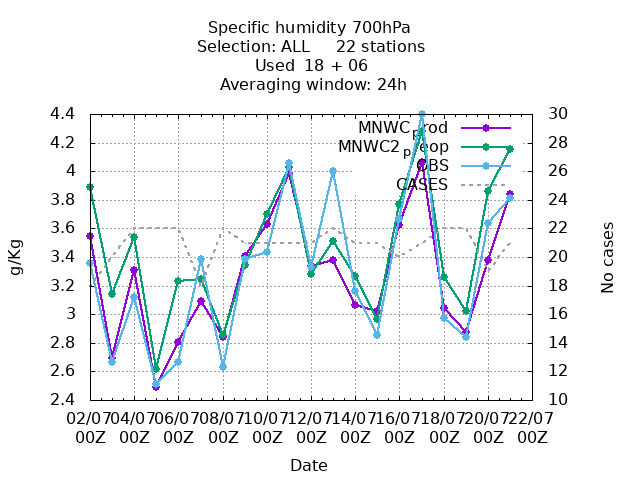 Specific humidity 700hPa
Selection: ALL 22 stations
Used 18 + 06
Averaging window: 24h
MNWC_prod
MNWC2_preop
OBS
CASES
4.4
4.2
4
3.8
3.6
3.4
3.2
3
2.8
2.6
2.4
30
28
26
24
22
20
18
16
14
12
10
g/Kg
No cases
02/07 04/07 06/07 08/07 10/07 12/07 14/07 16/07 18/07 20/07 22/07
00Z 00Z 00Z 00Z 00Z 00Z 00Z 00Z 00Z 00Z 00Z
Date